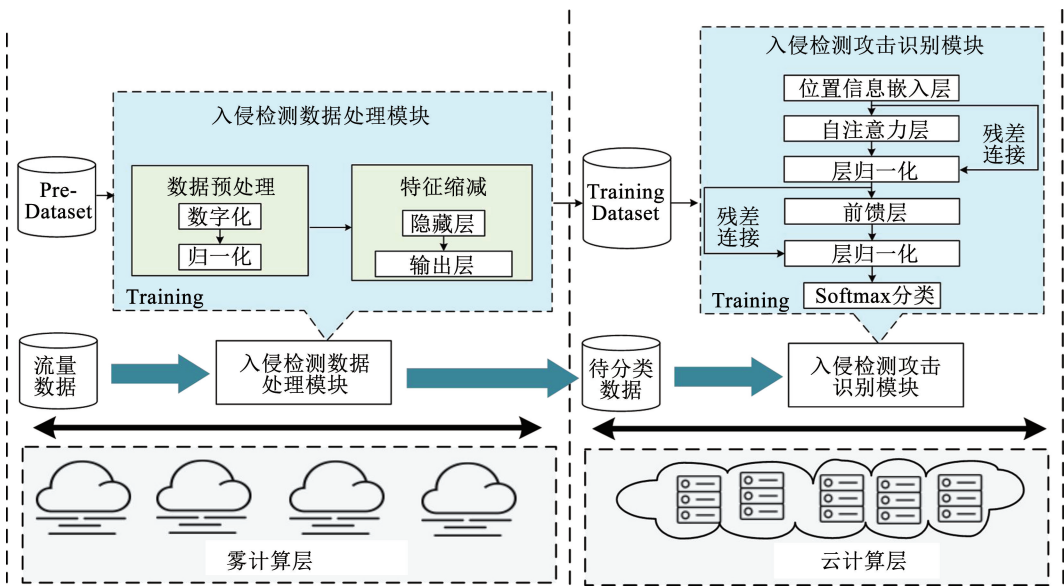 入侵检测数据处理模块
Pre-
Dataset
数据预处理
数字化
归一化
特征缩减
隐藏层
输出层
Training
流量
数据
入侵检测数据
处理模块
雾计算层
入侵检测攻击识别模块
位置信息嵌入层
自注意力层
残差
连接
层归一化
Training
Dataset
前馈层
残差
连接
层归一化
Softmax分类
Training
待分类
数据
入侵检测攻击
识别模块
云计算层